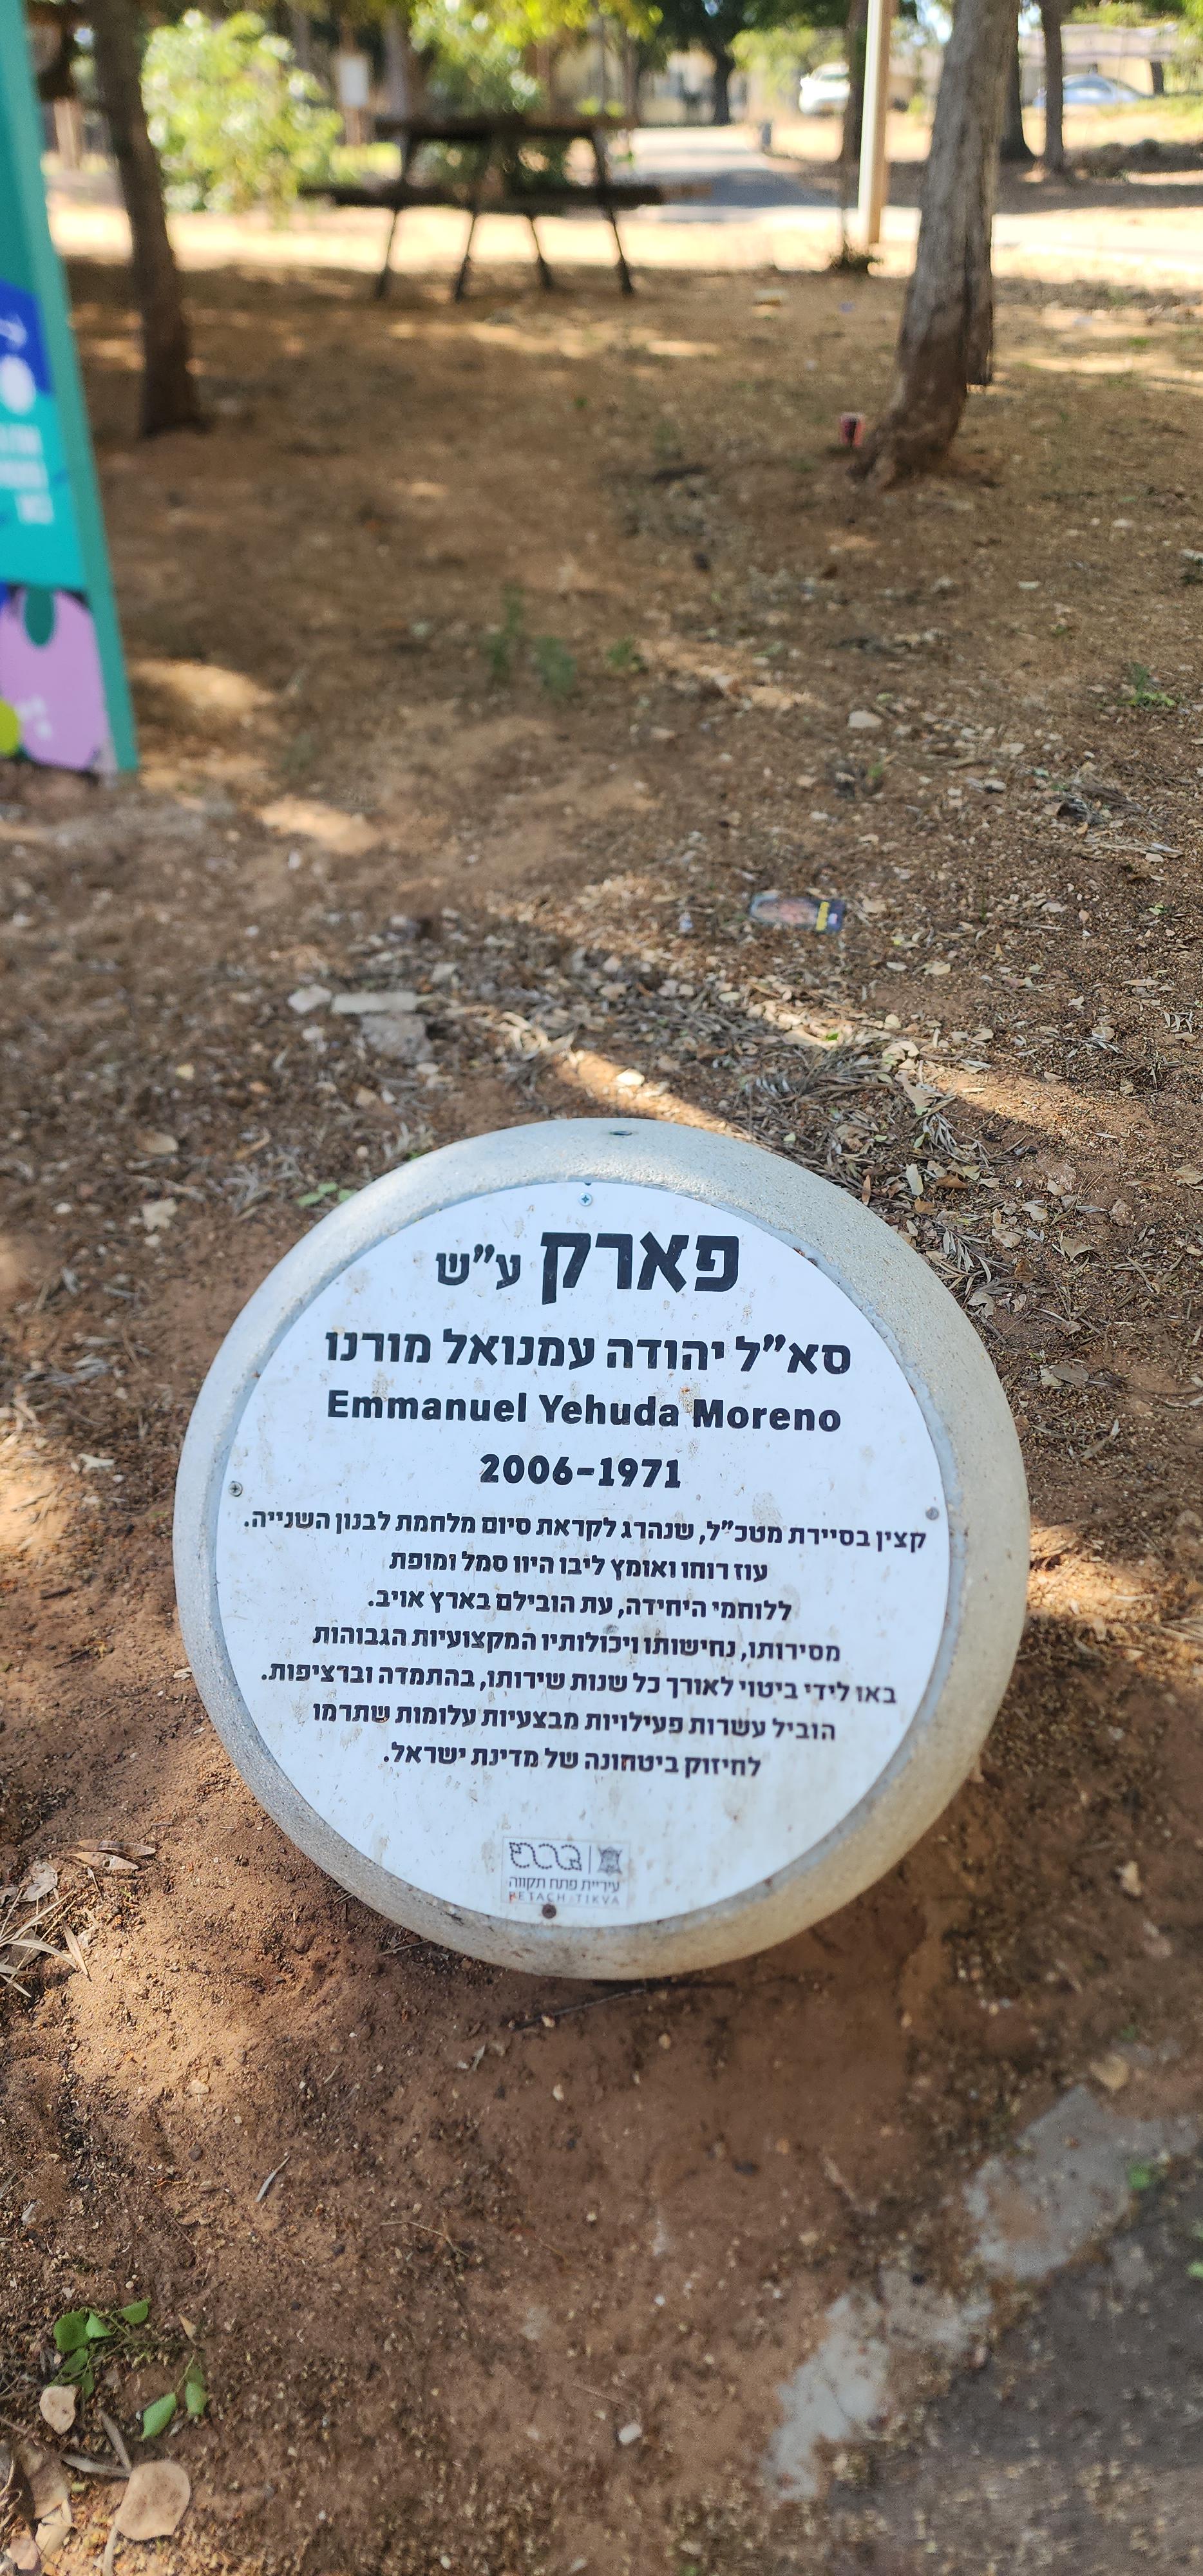 פארק ע"ש
סא"ל יהודה עמנואל מורנו
Emmanuel Yehuda Moreno
2006-1971
קצין בסיירת מטכ"ל, שנהרג לקראת סיום מלחמת לבנון השנייה.
עוז רוחו ואומץ ליבו היוו סמל ומופת
ללוחמי היחידה, עת הובילם בארץ אויב.
מסירותו, נחישותו ויכולותיו המקצועיות הגבוהות
באו לידי ביטוי לאורך כל שנות שירותו, בהתמדה וברציפות.
הוביל עשרות פעילויות מבצעיות עלומות שתרמו
לחיזוק ביטחונה של מדינת ישראל.
עיריית פתח תקווה
PETACH-TIKVA